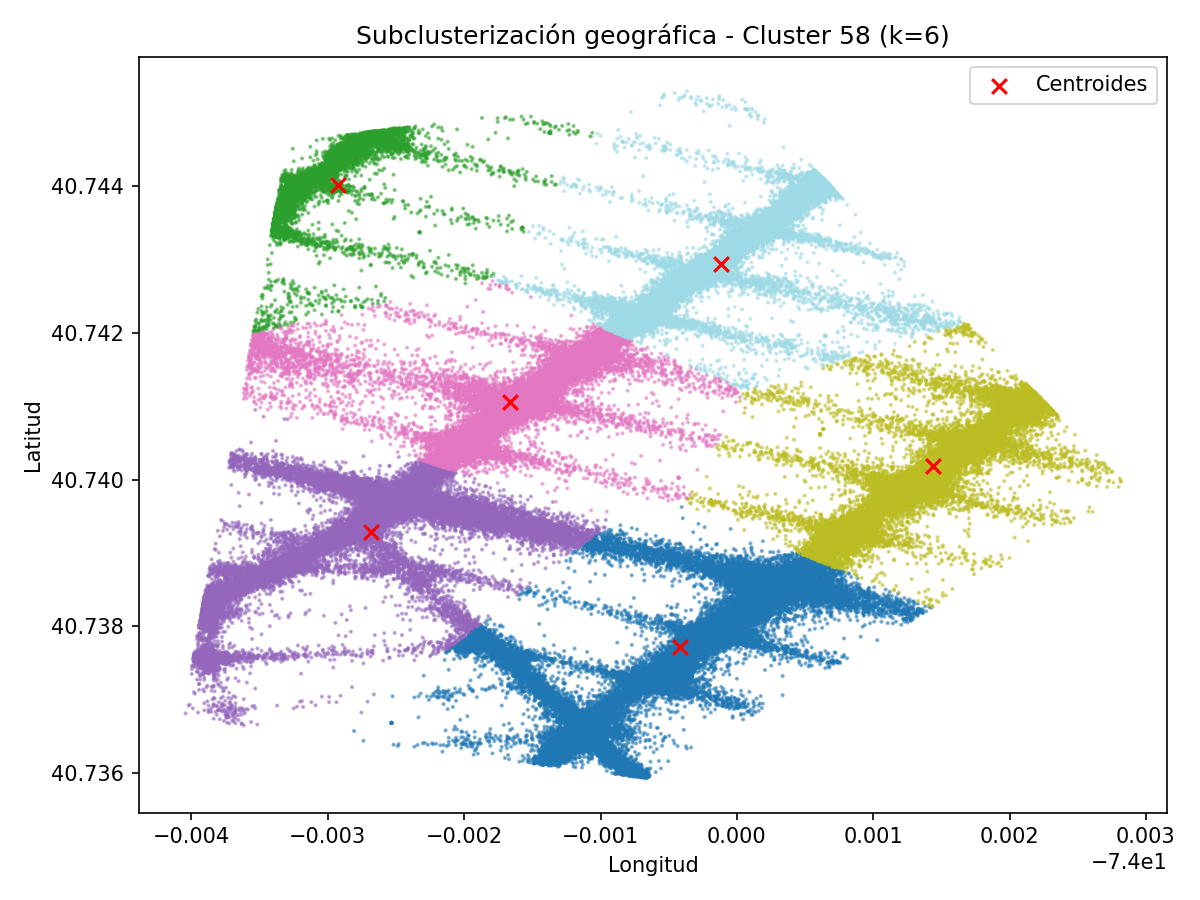 Subclusterización geográfica - Cluster 58 (k=6)
Centroides
Latitud
40.744
40.742
40.740
40.738
40.736
−0.004 −0.003 −0.002 −0.001 0.000 0.001 0.002 0.003
−7.4e1
Longitud